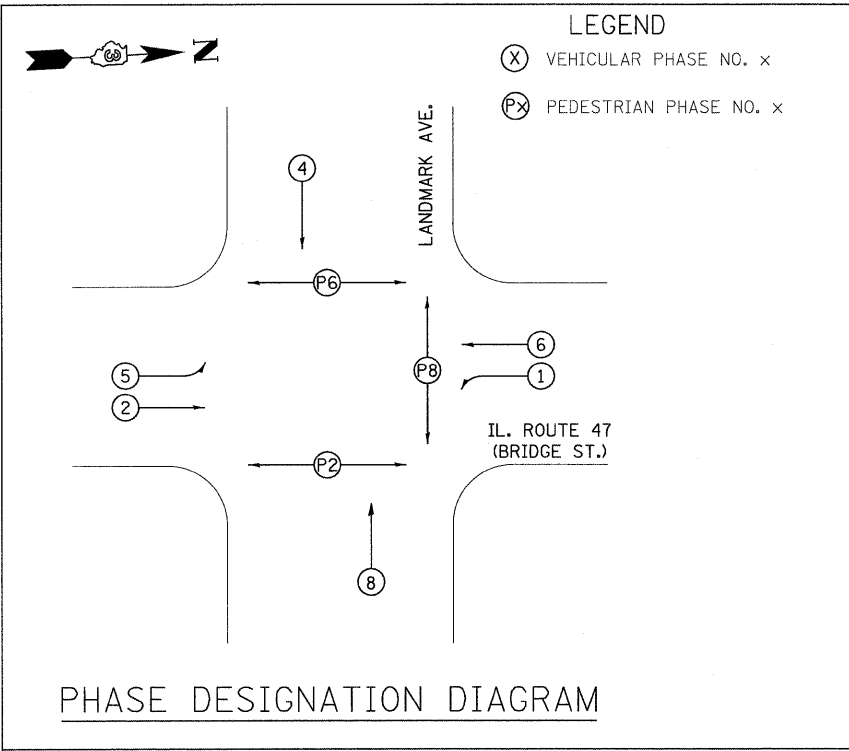 LEGEND
N
X VEHICULAR PHASE NO. x
Px PEDESTRIAN PHASE NO. x
LANDMARK AVE.
4
P6
6
5
P8
1
2
IL. ROUTE 47
(BRIDGE ST.)
P2
8
PHASE DESIGNATION DIAGRAM